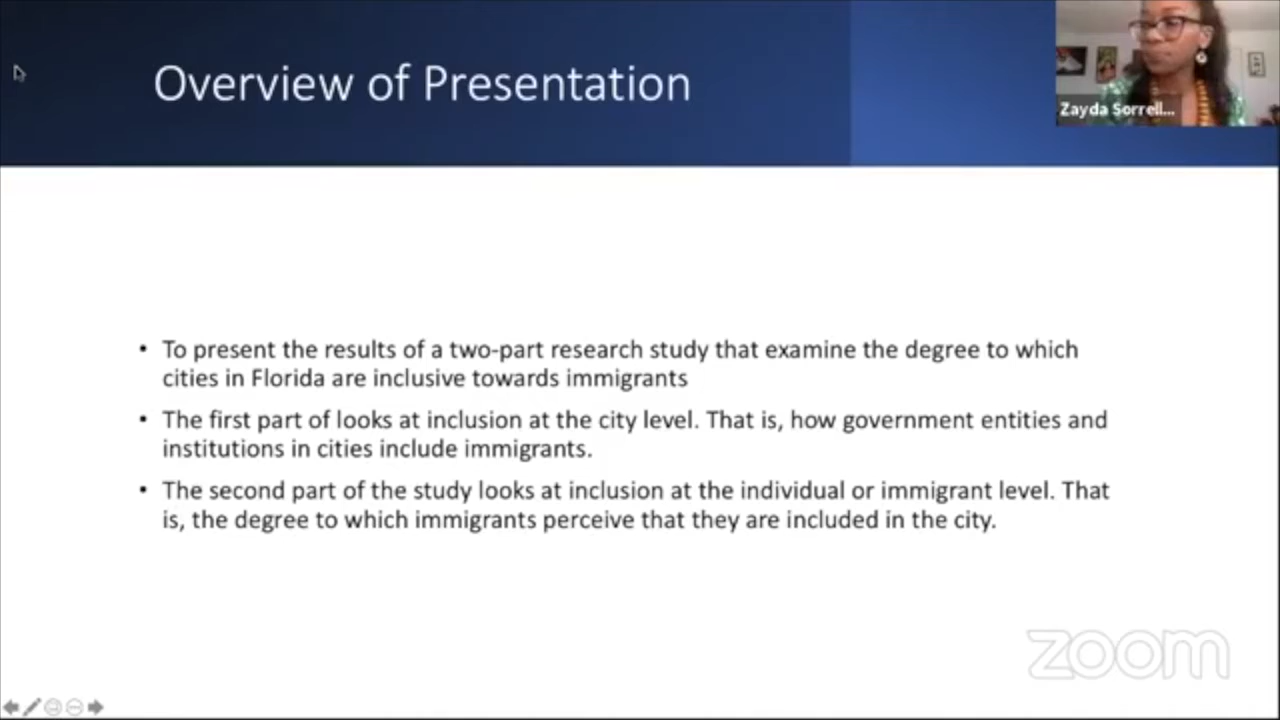 Overview of Presentation
Zayda Sorrell...
• To present the results of a two-part research study that examine the degree to which
cities in Florida are inclusive towards immigrants
• The first part of looks at inclusion at the city level. That is, how government entities and
institutions in cities include immigrants.
• The second part of the study looks at inclusion at the individual or immigrant level. That
is, the degree to which immigrants perceive that they are included in the city.
zoom